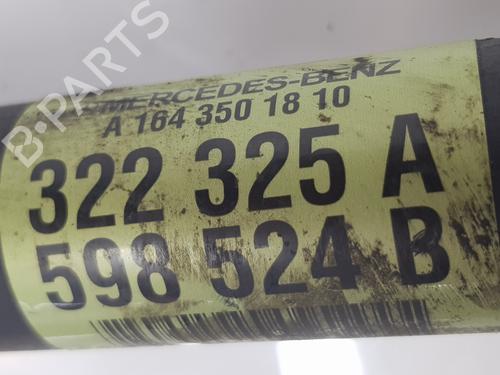 B-PARTS
MERCEDES-BENZ
A 164 350 18 10
322 325 A
598 524 B